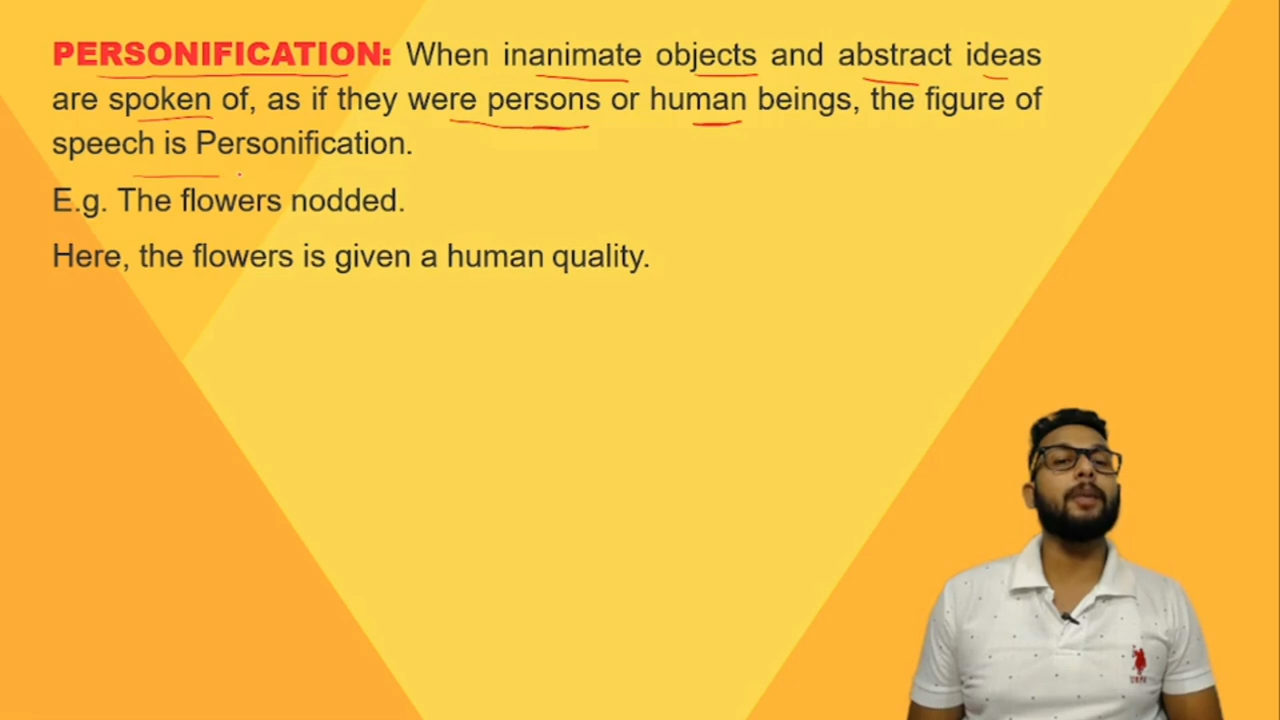 PERSONIFICATION: When inanimate objects and abstract ideas
are spoken of, as if they were persons or human beings, the figure of
speech is Personification.
E.g. The flowers nodded.
Here, the flowers is given a human quality.